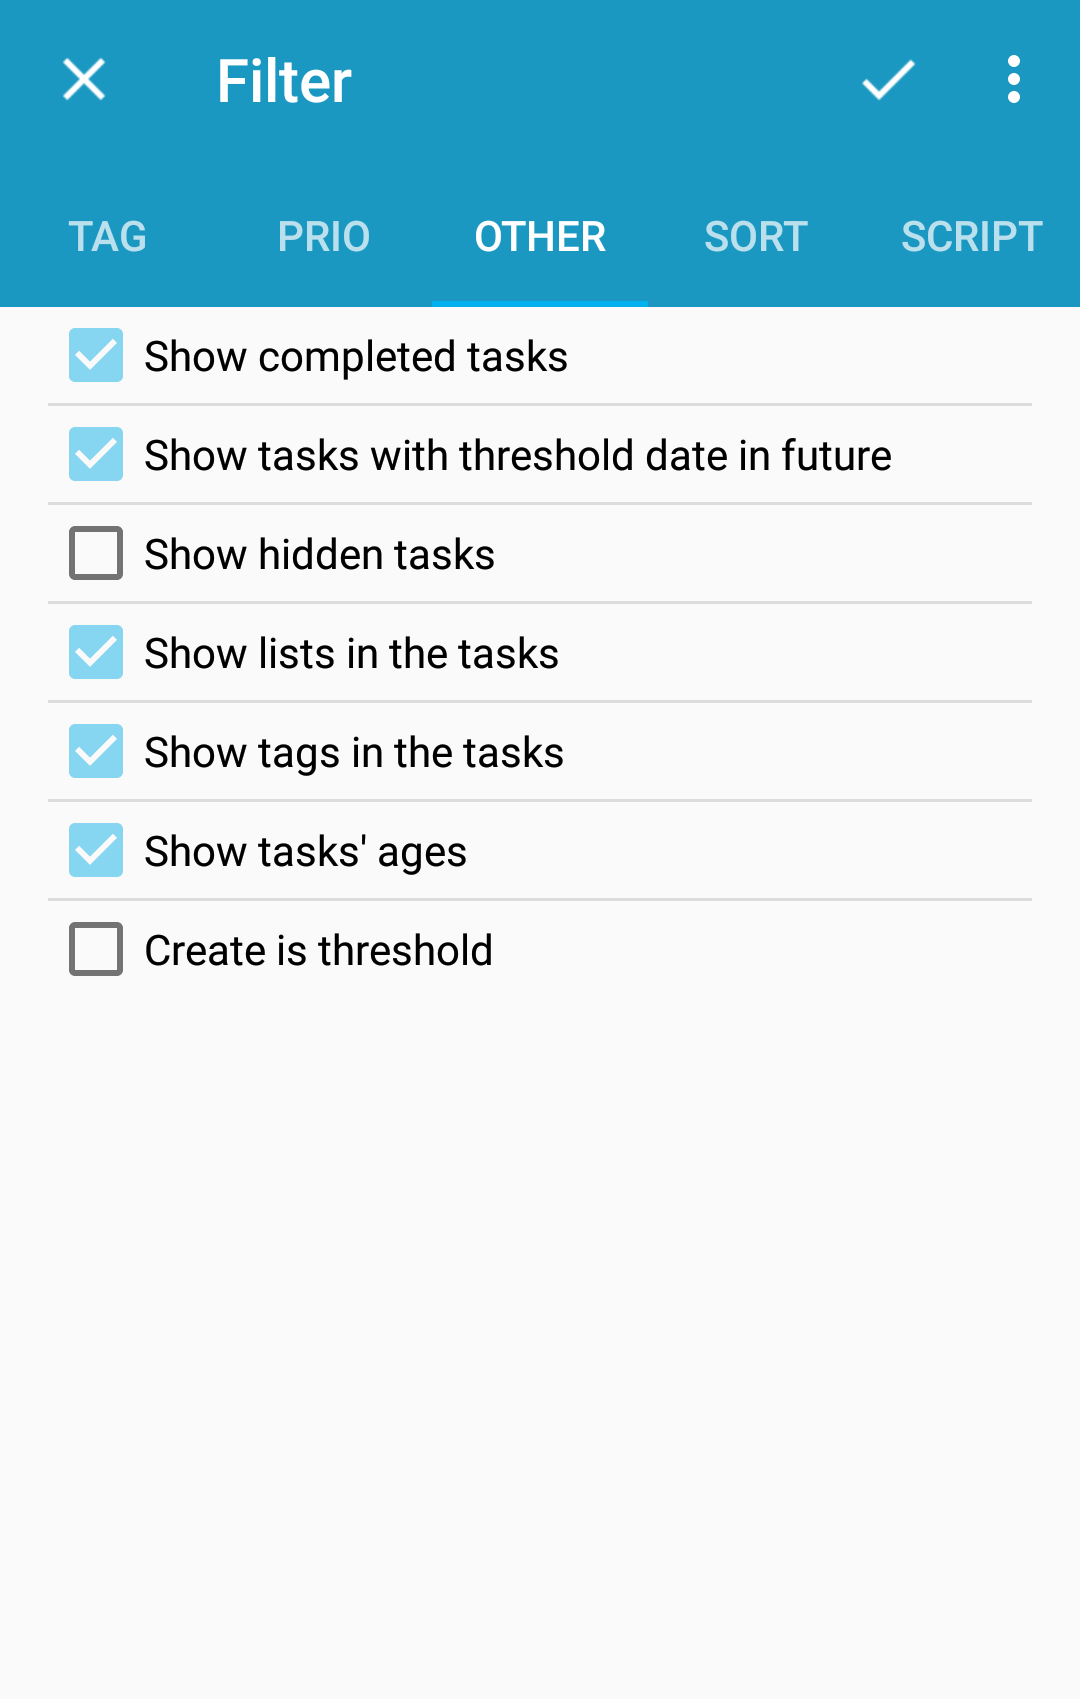 Filter
TAG PRIO OTHER SORT SCRIPT
Show completed tasks
Show tasks with threshold date in future
Show hidden tasks
Show lists in the tasks
Show tags in the tasks
Show tasks' ages
Create is threshold